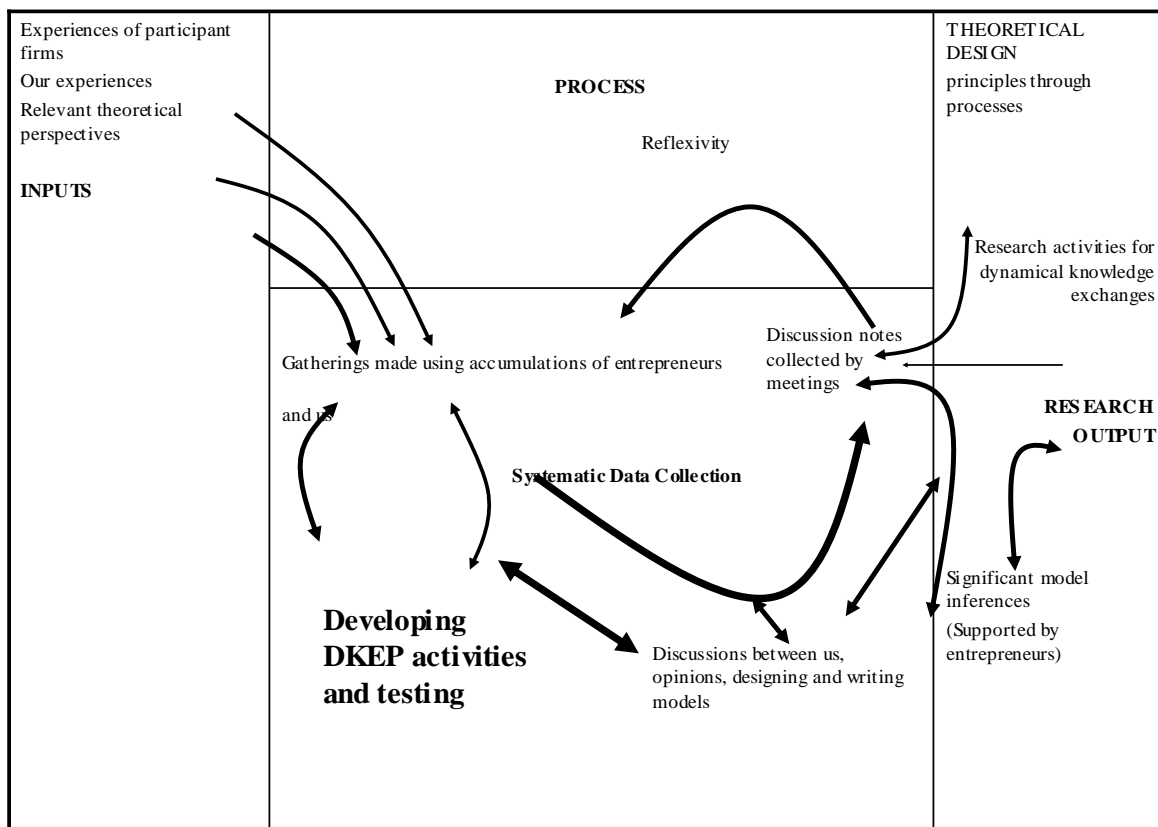 Experiences of participant
firms
Our experiences
Relevant theoretical
perspectives
INPUTS
PROCESS
Reflexivity
THEORETICAL
DESIGN
principles through
processes
Research activities for
dynamical knowledge
exchanges
Gatherings made using accumulations of entrepreneurs
and us
Discussion notes
collected by
meetings
RESEARCH
OUTPUT
Systematic Data Collection
Developing
DKEP activities
and testing
Discussions between us,
opinions, designing and writing
models
Significant model
inferences
(Supported by
entrepreneurs)